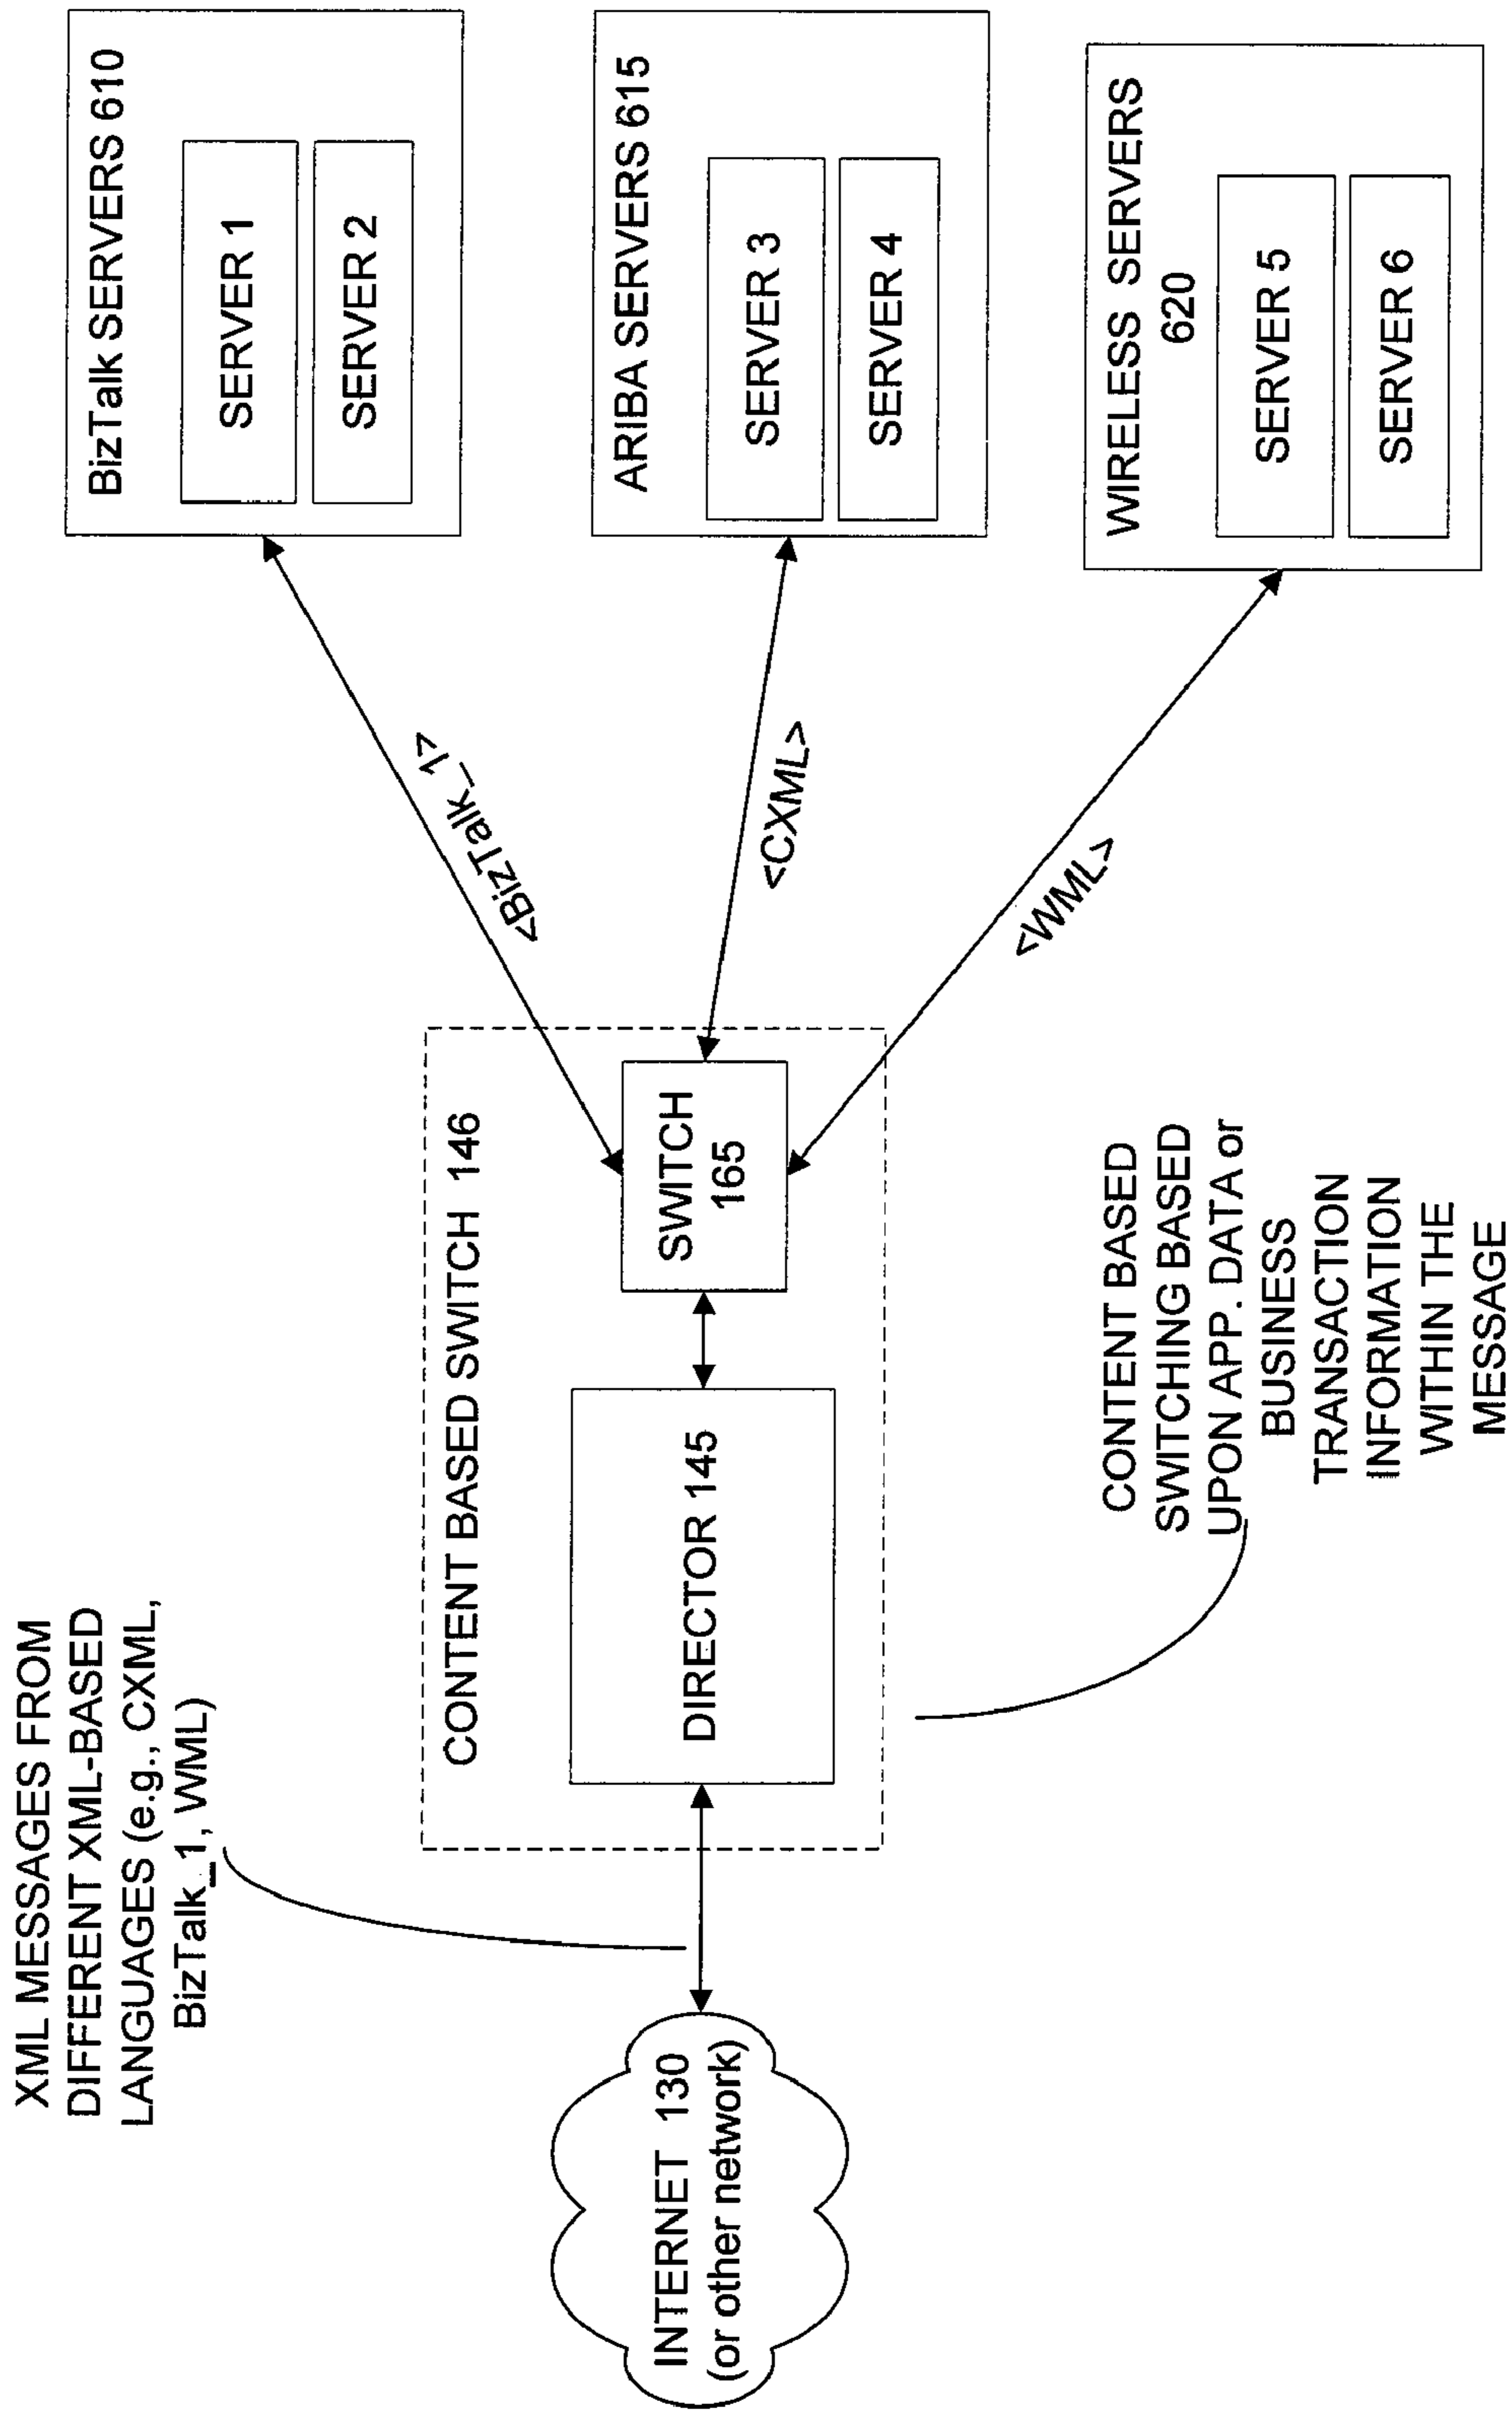 XML MESSAGES FROM
DIFFERENT XML-BASED
LANGUAGES (e.g., CXML,
BizTalk_1, WML)
INTERNET 130
(or other network)
CONTENT BASED SWITCH 146
DIRECTOR 145
SWITCH
165
CONTENT BASED
SWITCHING BASED
UPON APP. DATA or
BUSINESS
TRANSACTION
INFORMATION
WITHIN THE
MESSAGE
<BizTalk_1>
<CXML>
<WML>
BizTalk SERVERS 610
SERVER 1
SERVER 2
ARIBA SERVERS 615
SERVER 3
SERVER 4
WIRELESS SERVERS
620
SERVER 5
SERVER 6